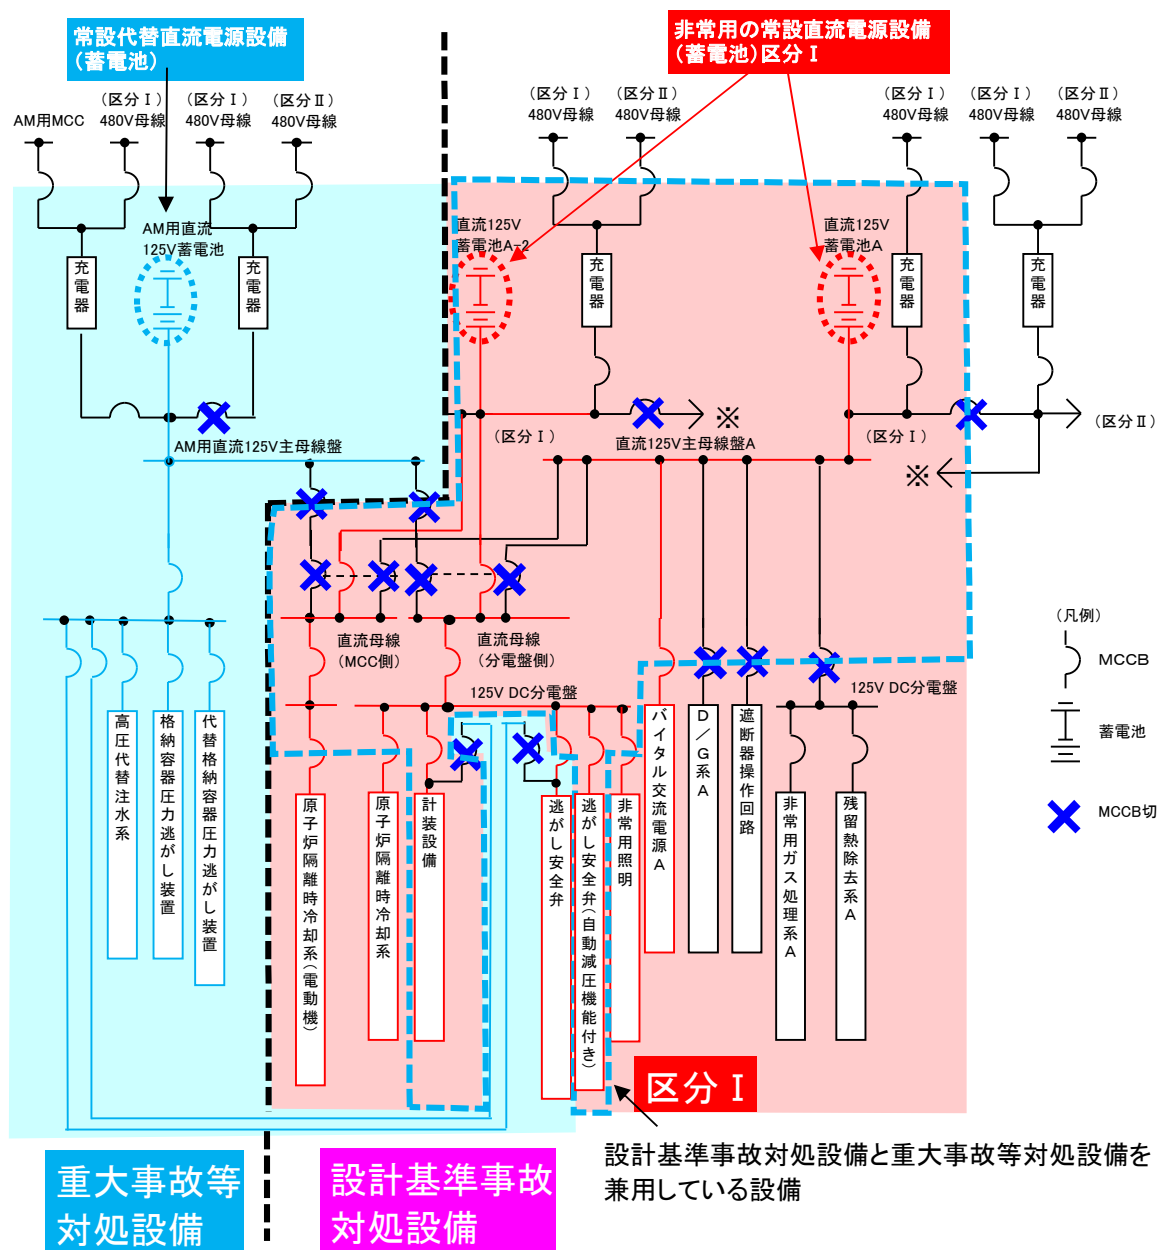 常設代替直流電源設備
（蓄電池）
非常用の常設直流電源設備
（蓄電池）区分Ⅰ
AM用MCC
（区分Ⅰ）
480V母線
（区分Ⅰ）
480V母線
（区分Ⅱ）
480V母線
（区分Ⅰ）
480V母線
（区分Ⅱ）
480V母線
（区分Ⅰ）
480V母線
（区分Ⅰ）
480V母線
（区分Ⅱ）
480V母線
AM用直流
125V蓄電池
直流125V
蓄電池A-2
直流125V
蓄電池A
充電器
充電器
充電器
充電器
充電器
※
（区分Ⅱ）
AM用直流125V主母線盤
（区分Ⅰ）
直流125V主母線盤A
（区分Ⅰ）
※
直流母線
（MCC側）
直流母線
（分電盤側）
125V DC分電盤
125V DC分電盤
（凡例）
MCCB
蓄電池
MCCB切
高圧代替注水系
格納容器圧力逃がし装置
代替格納容器圧力逃がし装置
原子炉隔離時冷却系（電動機）
原子炉隔離時冷却系
計装設備
逃がし安全弁
逃がし安全弁（自動減圧機能付き）
非常用照明
バイタル交流電源A
D／G系A
遮断器操作回路
非常用ガス処理系A
残留熱除去系A
区分Ⅰ
設計基準事故対処設備と重大事故等対処設備を
兼用している設備
重大事故等
対処設備
設計基準事故
対処設備